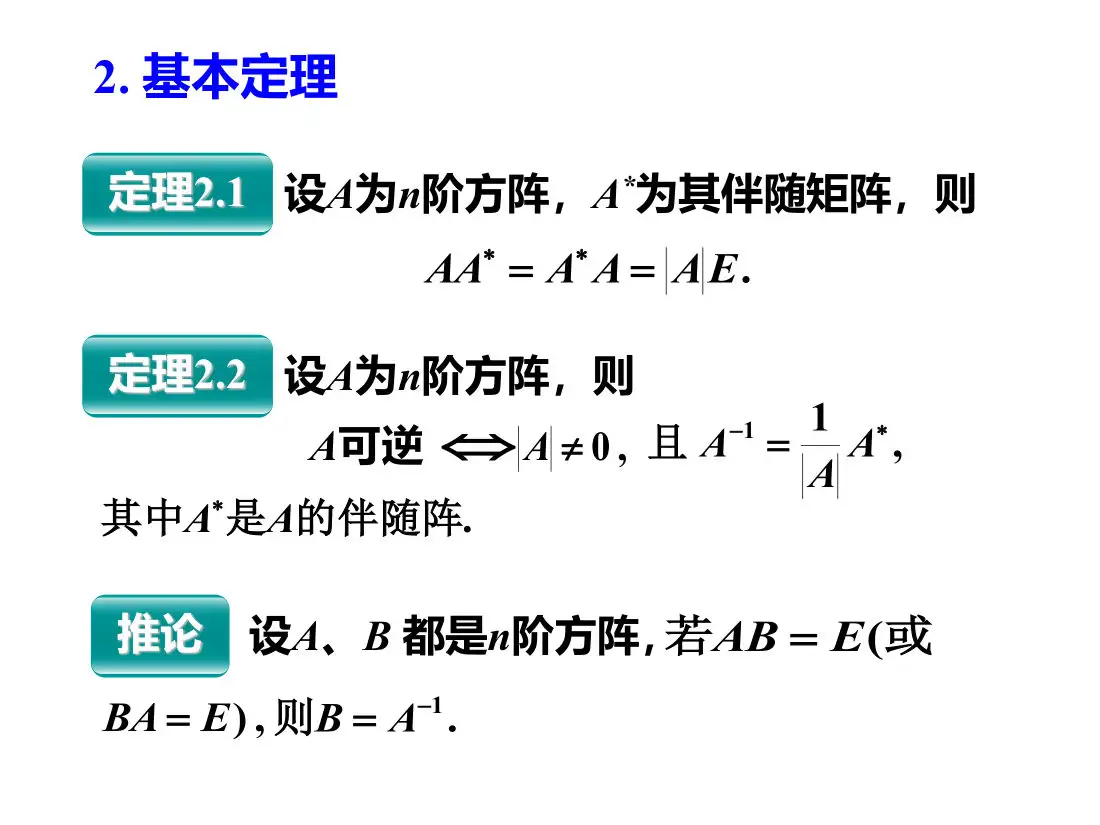 2. 基本定理
定理2.1 设A为n阶方阵，A*为其伴随矩阵，则
AA* = A*A = |A|E.
定理2.2 设A为n阶方阵，则
A可逆 ⟺ |A| ≠ 0 , 且 A⁻¹ = 1/|A| A*,
其中A*是A的伴随阵.
推论 设A、B 都是n阶方阵, 若AB = E(或
BA = E) , 则B = A⁻¹ .